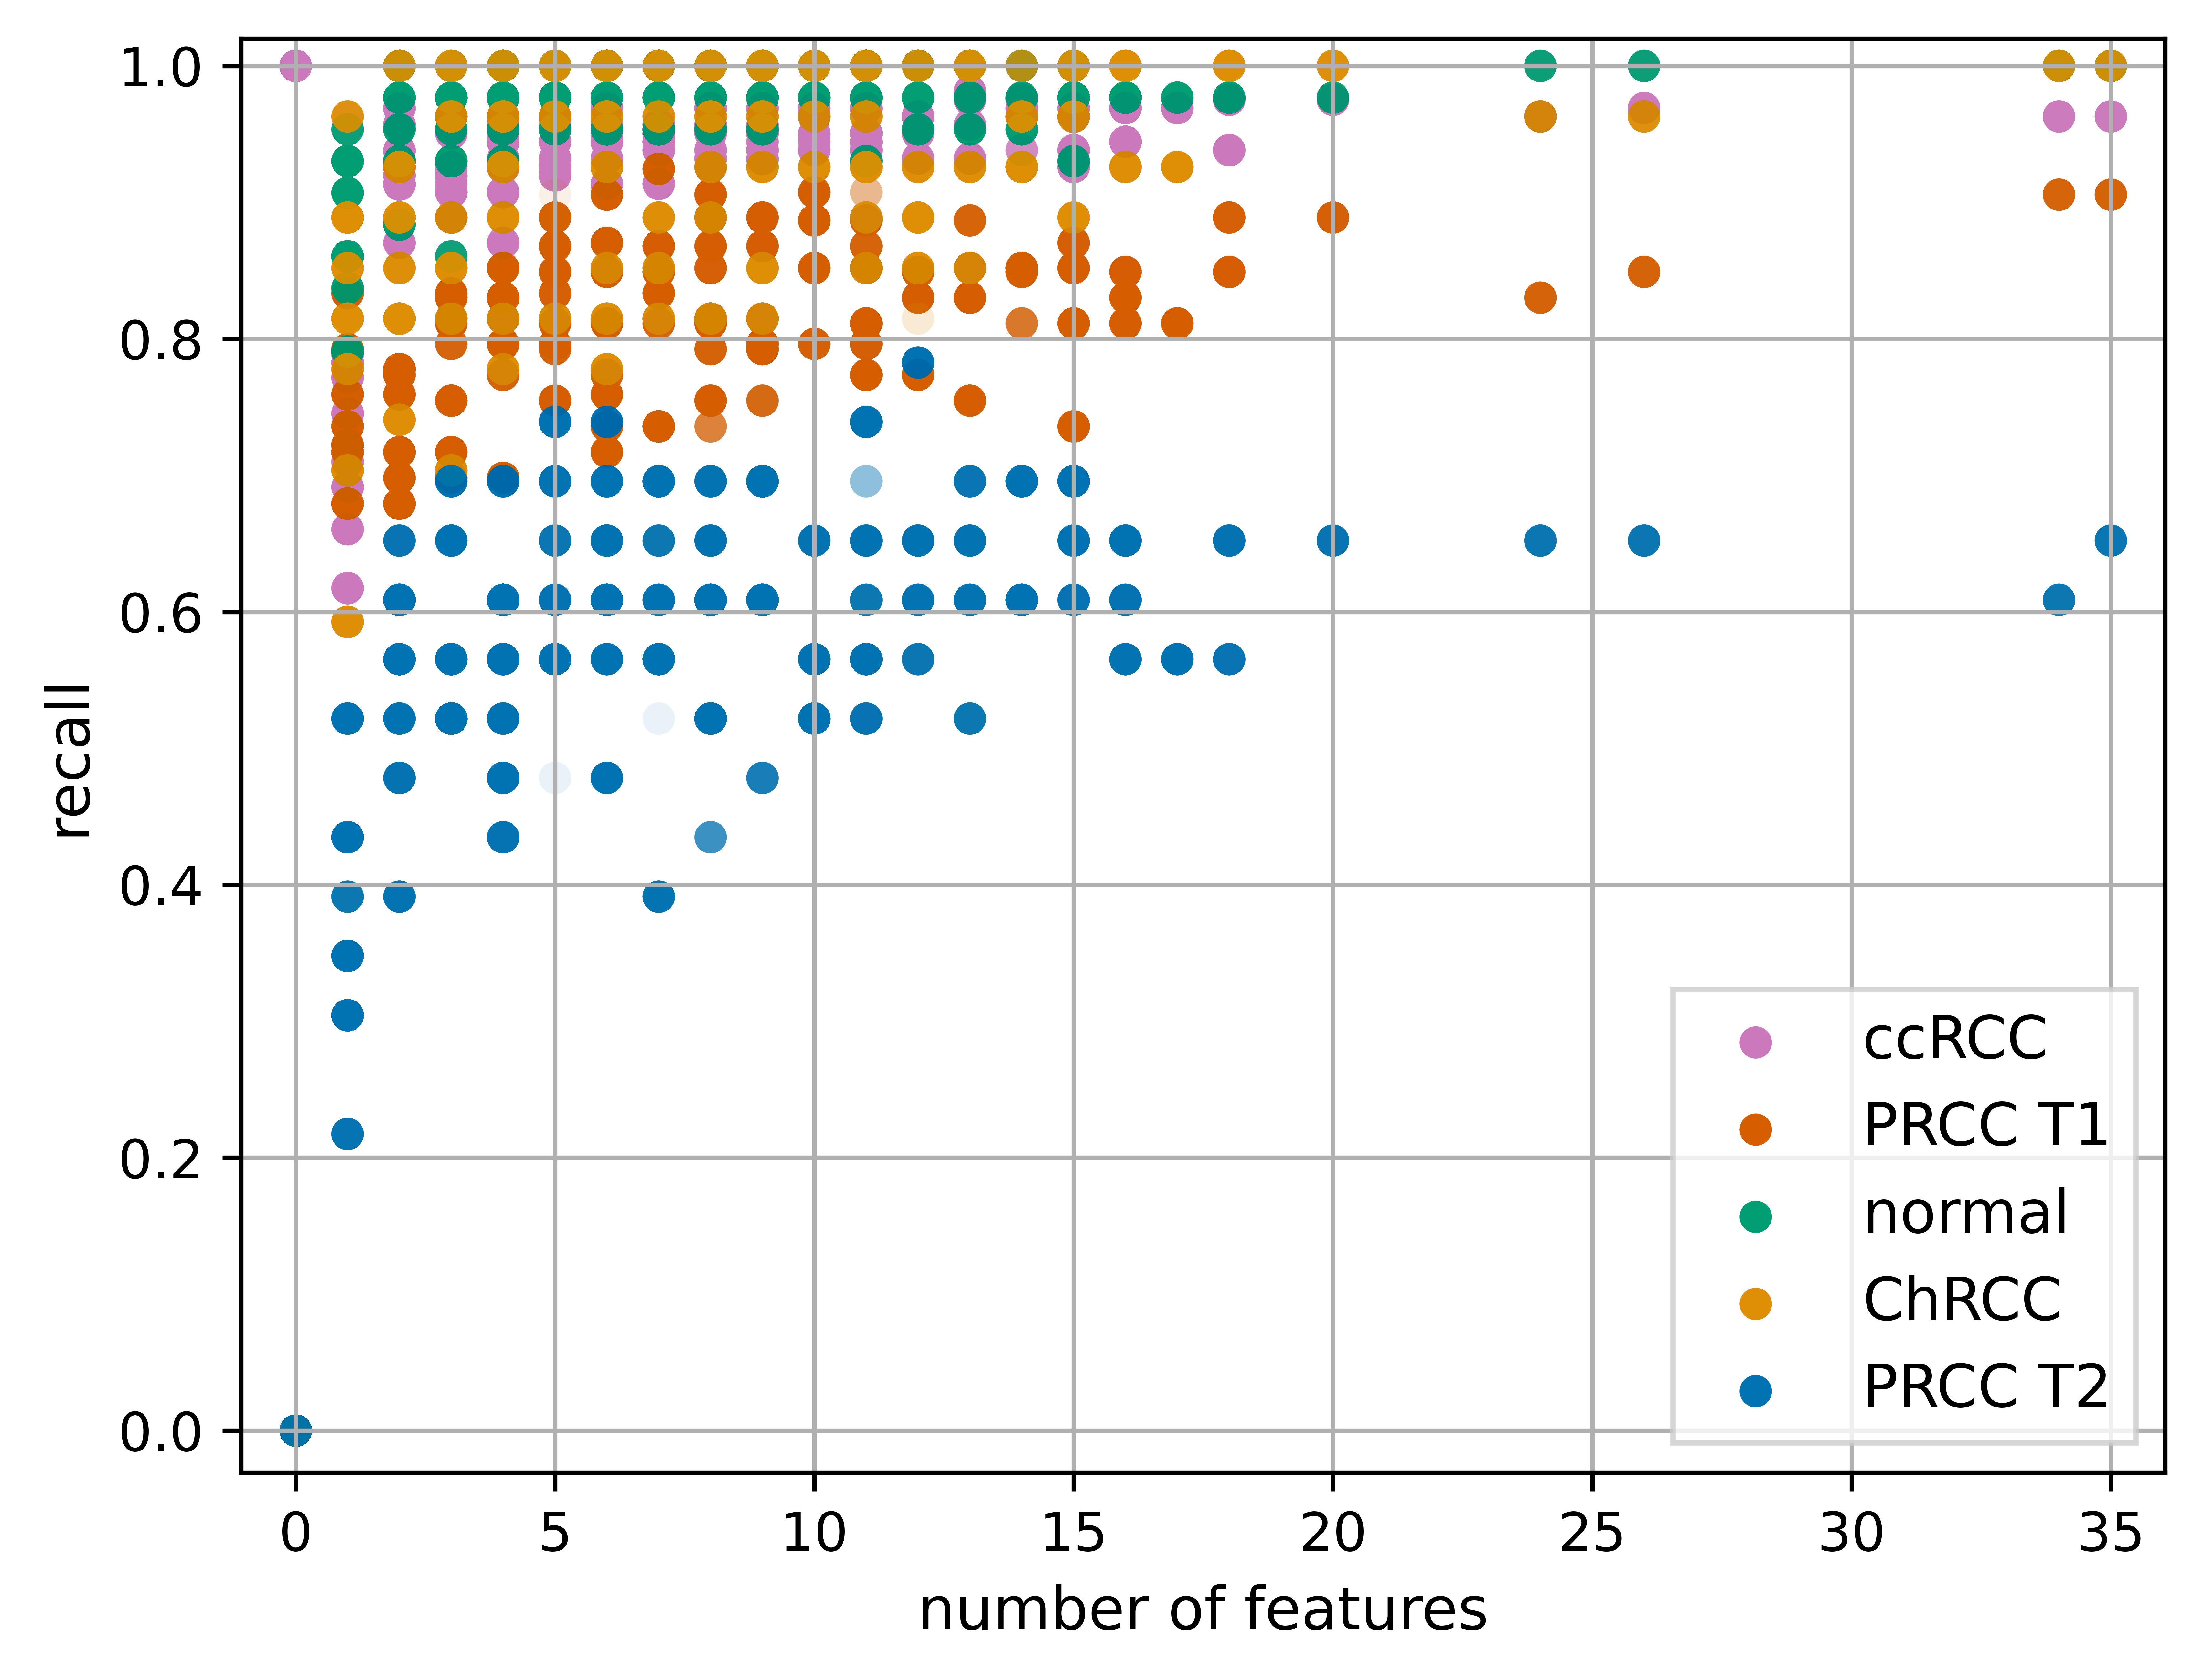 1.0
0.8
0.6
0.4
0.2
0.0
recall
ccRCC
PRCC T1
normal
ChRCC
PRCC T2
0 5 10 15 20 25 30 35
number of features